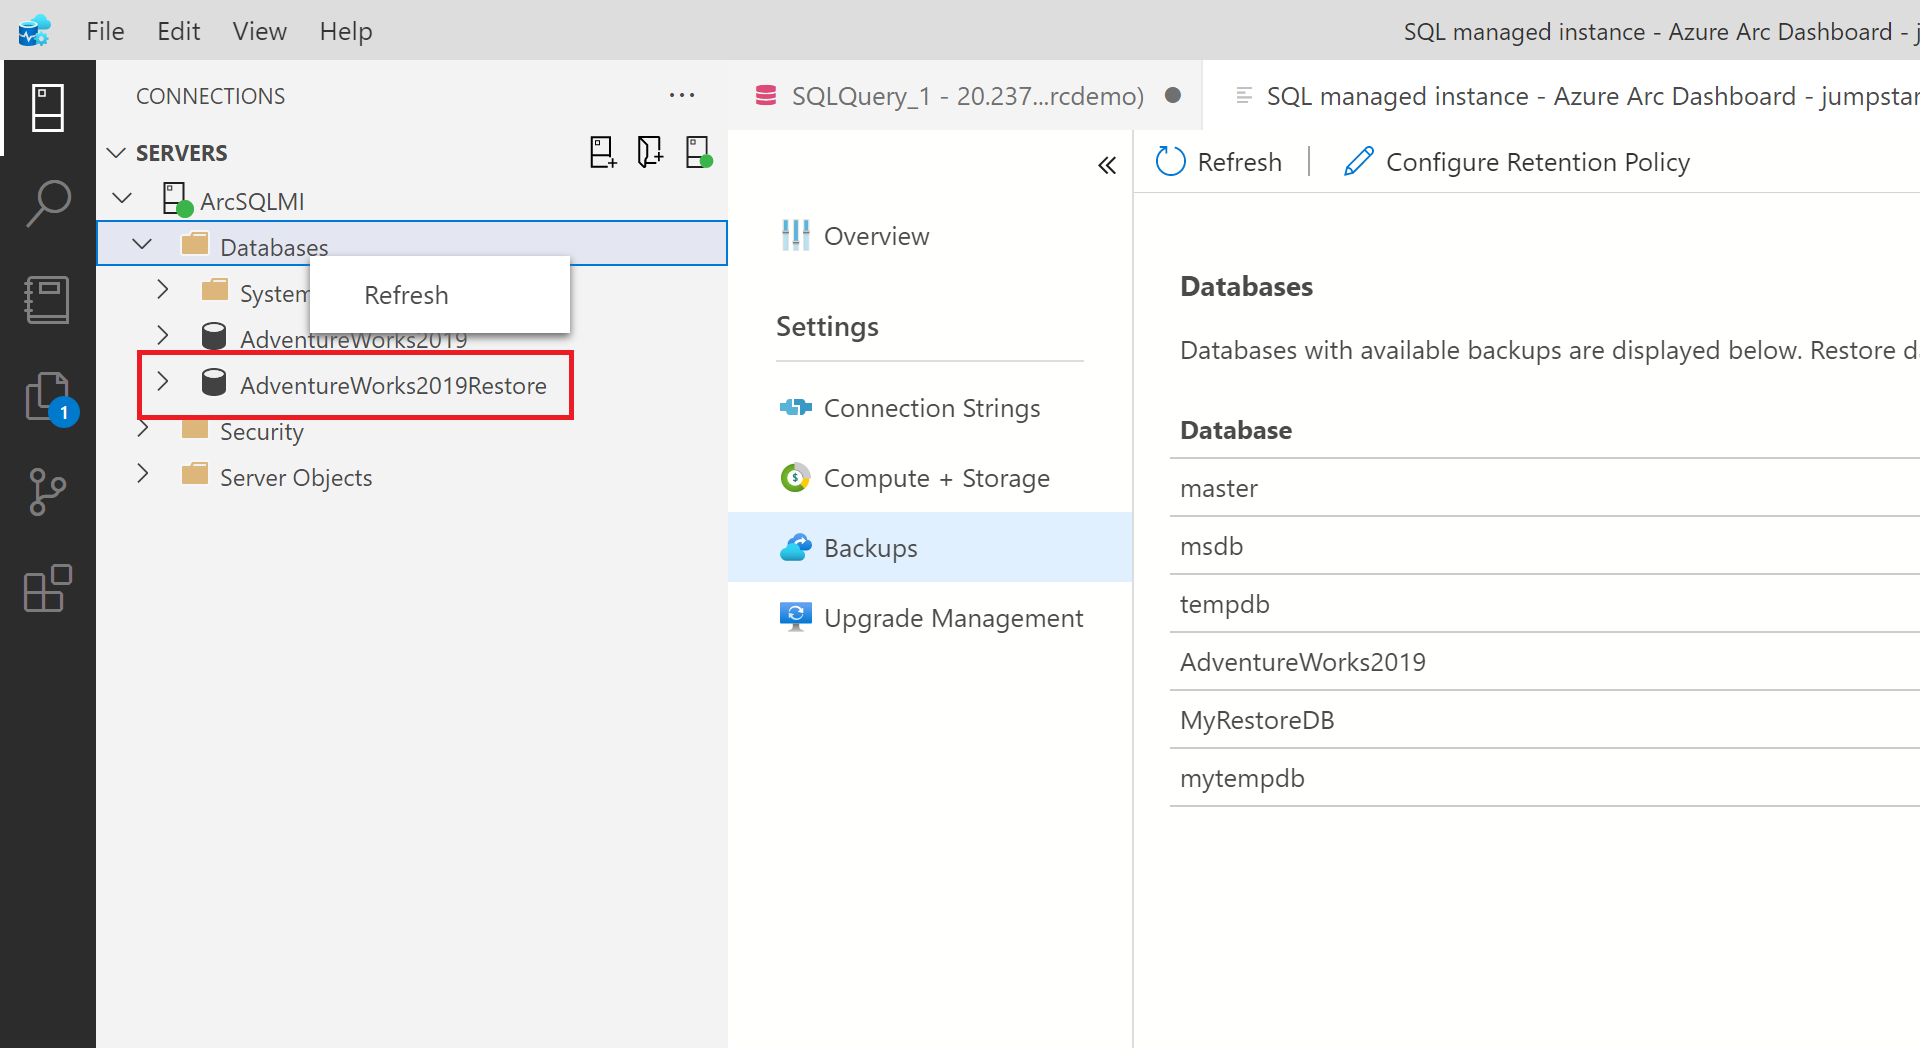 File Edit View Help
SQL managed instance - Azure Arc Dashboard -
CONNECTIONS
SQLQuery_1 - 20.237...rcdemo)
SQL managed instance - Azure Arc Dashboard - jumpstar
SERVERS
ArcSQLMI
Databases
Refresh
System
AdventureWorks2019
AdventureWorks2019Restore
Security
Server Objects
1
Overview
Settings
Connection Strings
Compute + Storage
Backups
Upgrade Management
Refresh
Configure Retention Policy
Databases
Databases with available backups are displayed below. Restore
Database
master
msdb
tempdb
AdventureWorks2019
MyRestoreDB
mytempdb